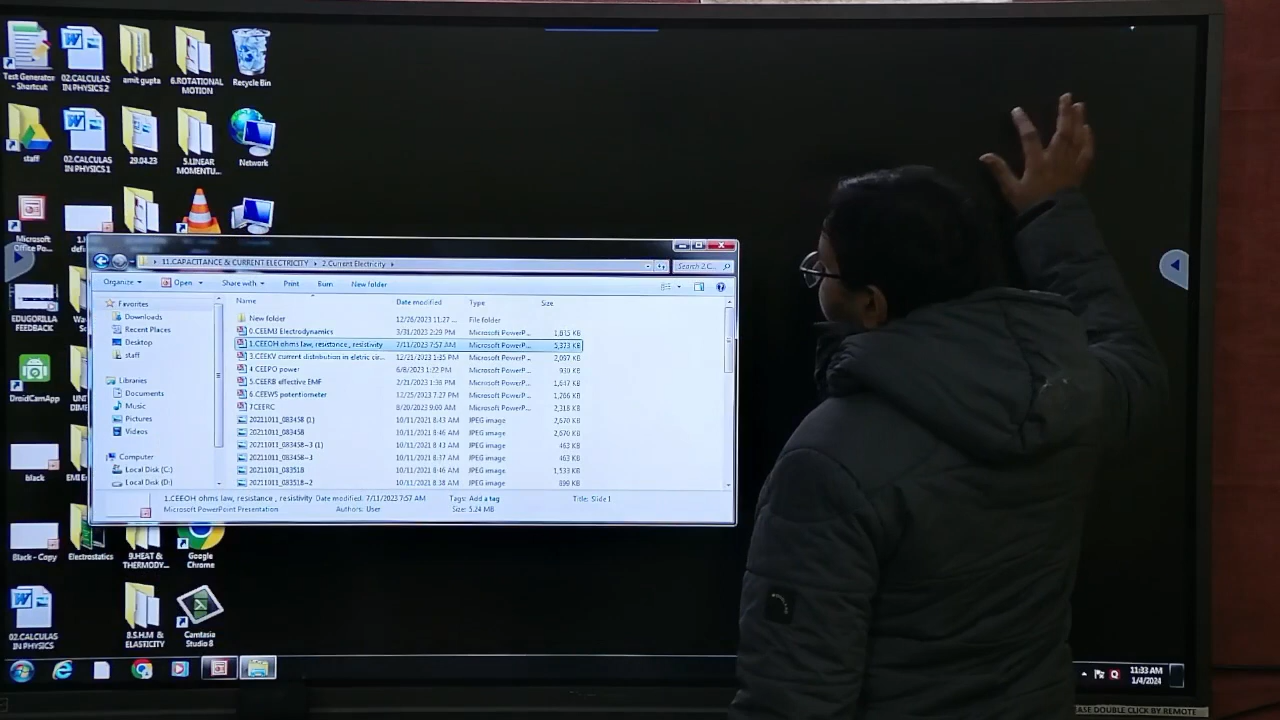 Test Generator - Shortcut
02.CALCULAS IN PHYSICS 2
amit gupta
6.ROTATIONAL MOTION
Recycle Bin
staff
02.CALCULAS IN PHYSICS 1
29.04.23
5.LINEAR MOMENTU...
Network
Microsoft Office Po...
11.CAPACITANCE & CURRENT ELECTRICITY
2.Current Electricity
Search 2.C...
Organize
Open
Share with
Print
Burn
New folder
Favorites
Downloads
Recent Places
Desktop
staff
Libraries
Documents
Music
Pictures
Videos
Computer
Local Disk (C:)
Local Disk (D:)
Name Date modified Type Size
New folder 12/26/2023 11:27 ... File folder
0.CEEM3 Electrodynamics 3/31/2023 2:29 PM Microsoft PowerP... 1,815 KB
1.CEEOH ohms law, resistance , resistivity 7/11/2023 7:57 AM Microsoft PowerP... 5,373 KB
3.CEEKV current distribution in eletric cir... 12/21/2023 1:35 PM Microsoft PowerP... 2,097 KB
4.CEEPO power 6/8/2023 1:22 PM Microsoft PowerP... 930 KB
5.CEERB effective EMF 2/21/2023 1:38 PM Microsoft PowerP... 1,647 KB
6.CEEWS potentiometer 12/25/2023 7:27 PM Microsoft PowerP... 1,266 KB
7CEERC 8/20/2023 9:00 AM Microsoft PowerP... 2,318 KB
20211011_083458 (1) 10/11/2021 8:43 AM JPEG image 2,670 KB
20211011_083458 10/11/2021 8:46 AM JPEG image 2,670 KB
20211011_083458~3 (1) 10/11/2021 8:43 AM JPEG image 463 KB
20211011_083458~3 10/11/2021 8:37 AM JPEG image 463 KB
20211011_083518 10/11/2021 8:46 AM JPEG image 1,533 KB
20211011_083518~2 10/11/2021 8:38 AM JPEG image 899 KB
1.CEEOH ohms law, resistance , resistivity Date modified: 7/11/2023 7:57 AM Tags: Add a tag Title: Slide 1
Microsoft PowerPoint Presentation Authors: User Size: 5.24 MB
EDUGORILLA FEEDBACK
DroidCamApp
black
Black - Copy
Electrostatics
9.HEAT & THERMODY...
Google Chrome
02.CALCULAS IN PHYSICS
8.S.H.M & ELASTICITY
Camtasia Studio 8
11:33 AM
1/4/2024
ASE DOUBLE CLICK BY REMOTE